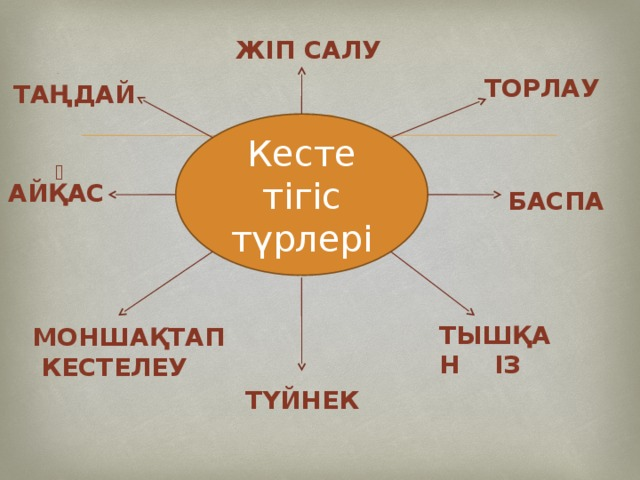 ЖІП САЛУ
ТАҢДАЙ
ТОРЛАУ
Кесте
тігіс
түрлері
АЙҚАС
БАСПА
МОНШАҚТАП
КЕСТЕЛЕУ
ТЫШҚА
Н ІЗ
ТҮЙНЕК